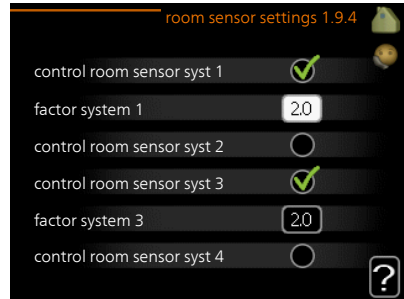 room sensor settings 1.9.4
control room sensor syst 1
factor system 1 2.0
control room sensor syst 2
control room sensor syst 3
factor system 3 2.0
control room sensor syst 4
?